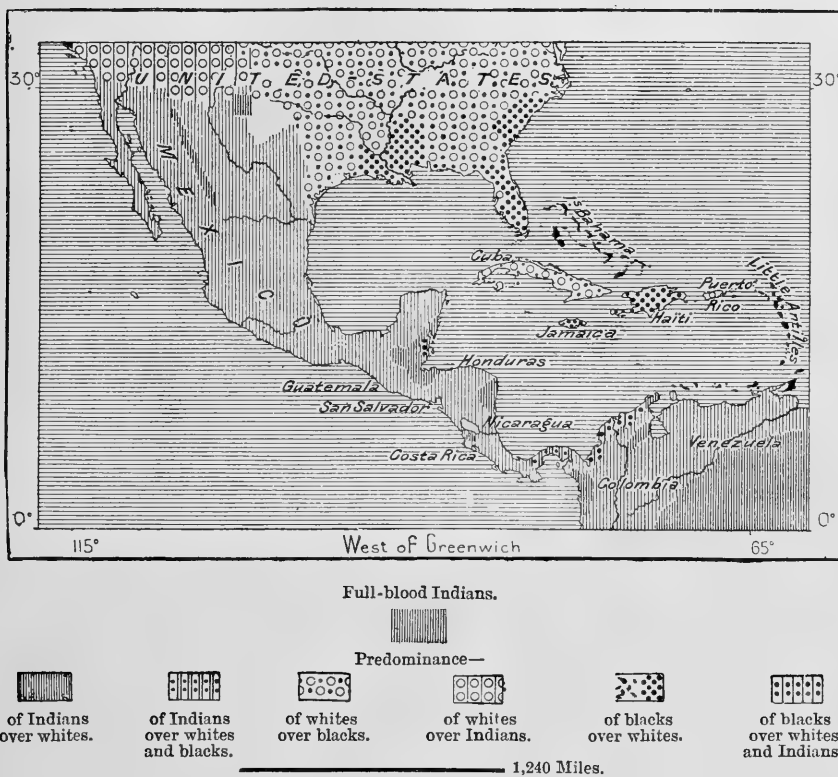 30°
30°
UNITED STATES
MEXICO
Bahama Is
Cuba
Puerto Rico
Haiti
Jamaica
Little Antilles
Honduras
Guatemala
San Salvador
Nicaragua
Costa Rica
Venezuela
Colombia
0°
0°
115°
West of Greenwich
65°
Full-blood Indians.
Predominance—
of Indians over whites.
of Indians over whites and blacks.
of whites over blacks.
of whites over Indians.
of blacks over whites.
of blacks over whites and Indians
1,240 Miles.